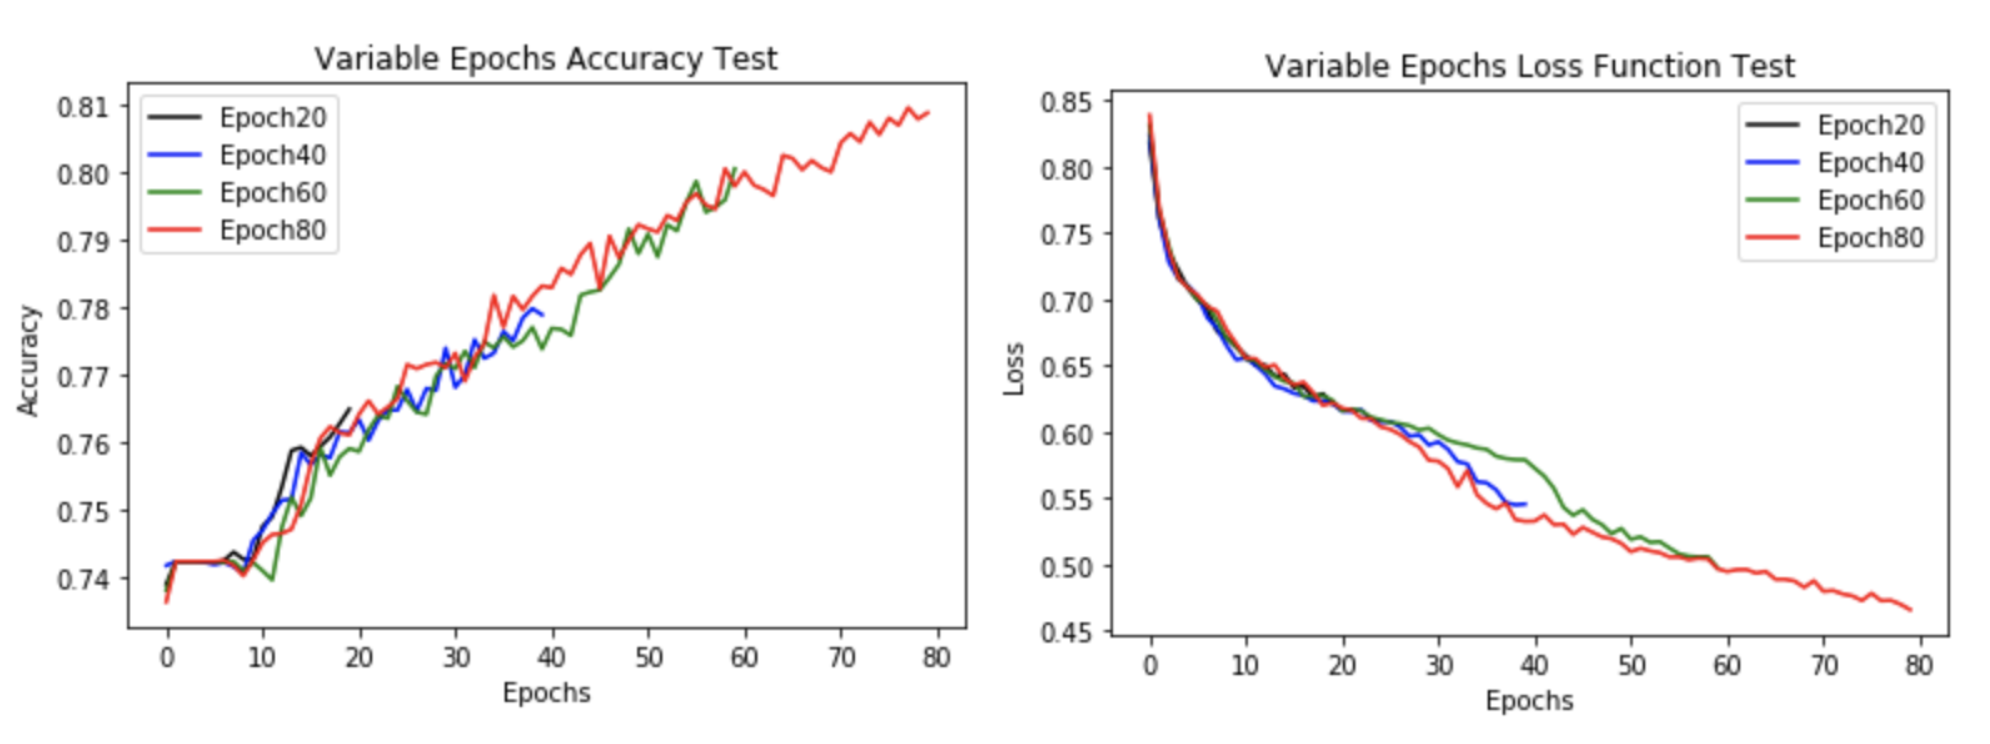 Variable Epochs Accuracy Test
0.81
0.80
0.79
0.78
0.77
0.76
0.75
0.74
Accuracy
Epoch20
Epoch40
Epoch60
Epoch80
0 10 20 30 40 50 60 70 80
Epochs
Variable Epochs Loss Function Test
0.85
0.80
0.75
0.70
0.65
0.60
0.55
0.50
0.45
Loss
Epoch20
Epoch40
Epoch60
Epoch80
0 10 20 30 40 50 60 70 80
Epochs